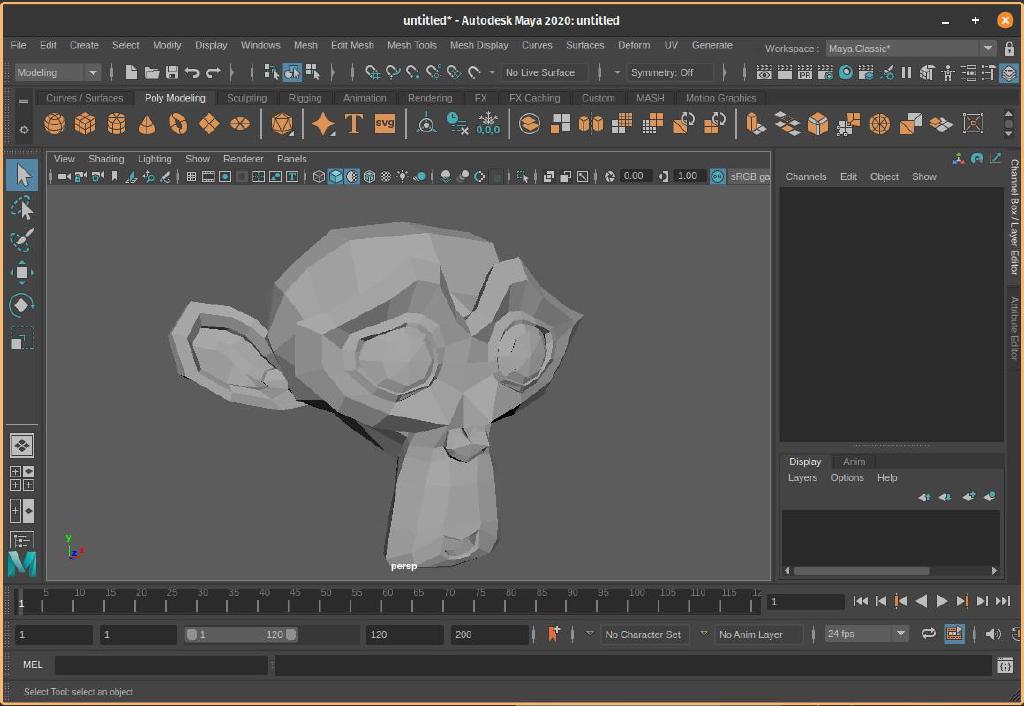 untitled* - Autodesk Maya 2020: untitled
File Edit Create Select Modify Display Windows Mesh Edit Mesh Mesh Tools Mesh Display Curves Surfaces Deform UV Generate Workspace : Maya Classic*
Modeling No Live Surface Symmetry: Off
Curves / Surfaces Poly Modeling Sculpting Rigging Animation Rendering FX FX Caching Custom MASH Motion Graphics
T svg 0,0,0
View Shading Lighting Show Renderer Panels
0.00 1.00 sRGB ga
Channels Edit Object Show
Channel Box / Layer Editor
Attribute Editor
Display Anim
Layers Options Help
y
z x
persp
1 5 10 15 20 25 30 35 40 45 50 55 60 65 70 75 80 85 90 95 100 105 110 115 12 1
1 1 1 120 120 200 No Character Set No Anim Layer 24 fps
MEL
Select Tool: select an object